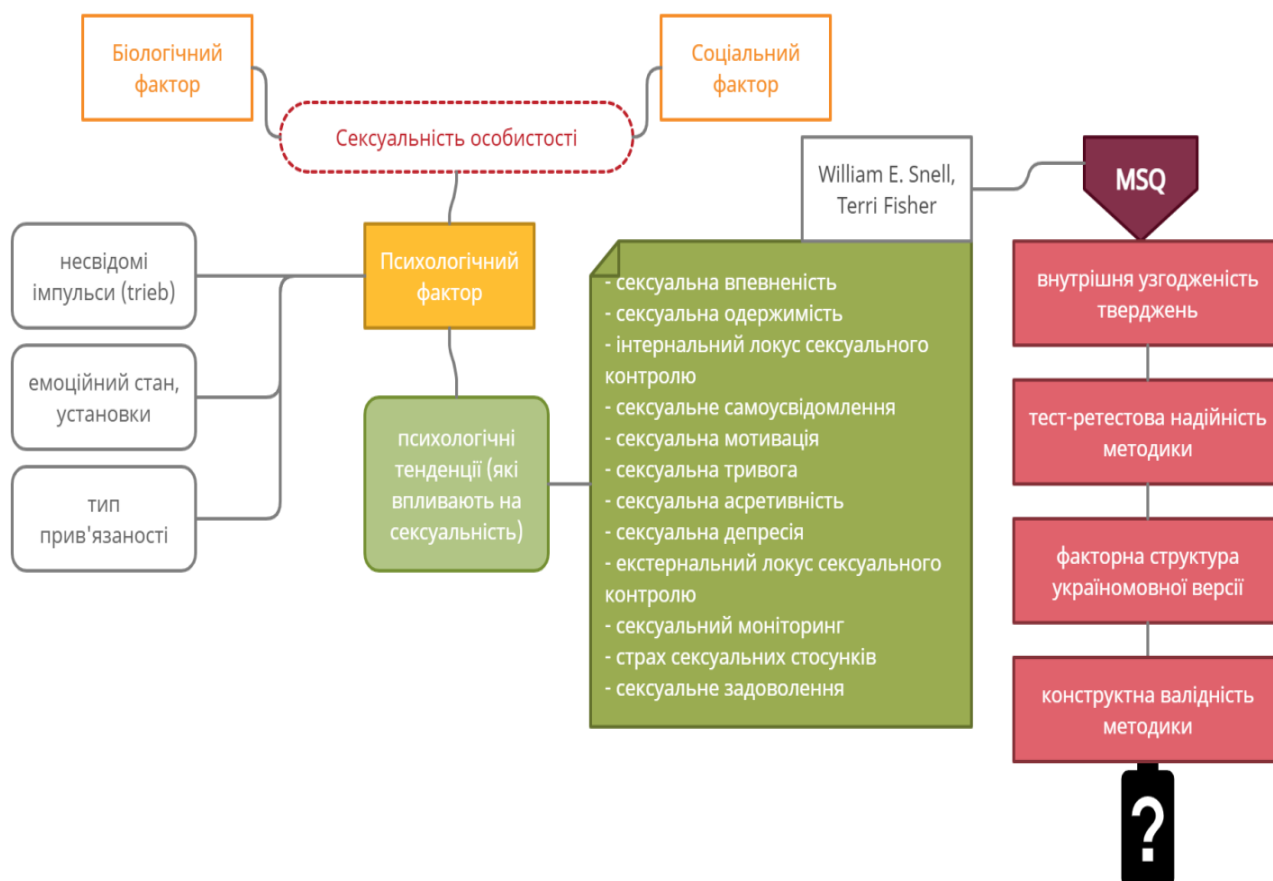 Біологічний
фактор
Соціальний
фактор
Сексуальність особистості
William E. Snell,
Terri Fisher
MSQ
несвідомі
імпульси (trieb)
Психологічний
фактор
емоційний стан,
установки
тип
прив'язаності
психологічні
тенденції (які
впливають на
сексуальність)
- сексуальна впевненість
- сексуальна одержимість
- інтернальний локус сексуального
контролю
- сексуальне самоусвідомлення
- сексуальна мотивація
- сексуальна тривога
- сексуальна асретивність
- сексуальна депресія
- екстернальний локус сексуального
контролю
- сексуальний моніторинг
- страх сексуальних стосунків
- сексуальне задоволення
внутрішня узгодженість
тверджень
тест-ретестова надійність
методики
факторна структура
україномовної версії
конструктна валідність
методики
?